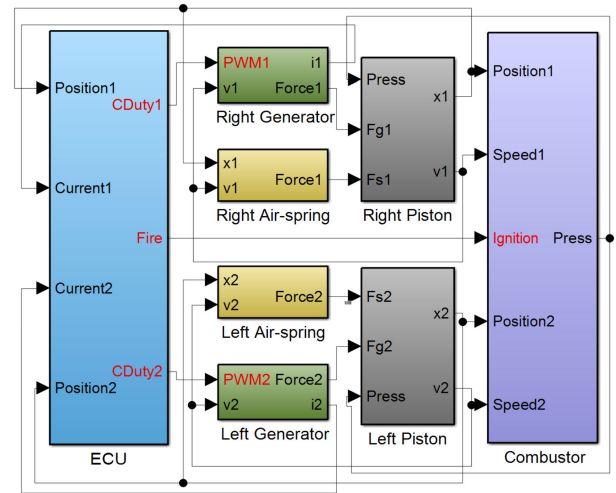 Position1
CDuty1
Current1
Fire
Current2
CDuty2
Position2
ECU
PWM1
i1
v1
Force1
Right Generator
x1
Force1
v1
Right Air-spring
Press
x1
Fg1
Fs1
v1
Right Piston
x2
Force2
v2
Left Air-spring
PWM2
Force2
v2
i2
Left Generator
Fs2
x2
Fg2
v2
Press
Left Piston
Position1
Speed1
Ignition
Press
Position2
Speed2
Combustor